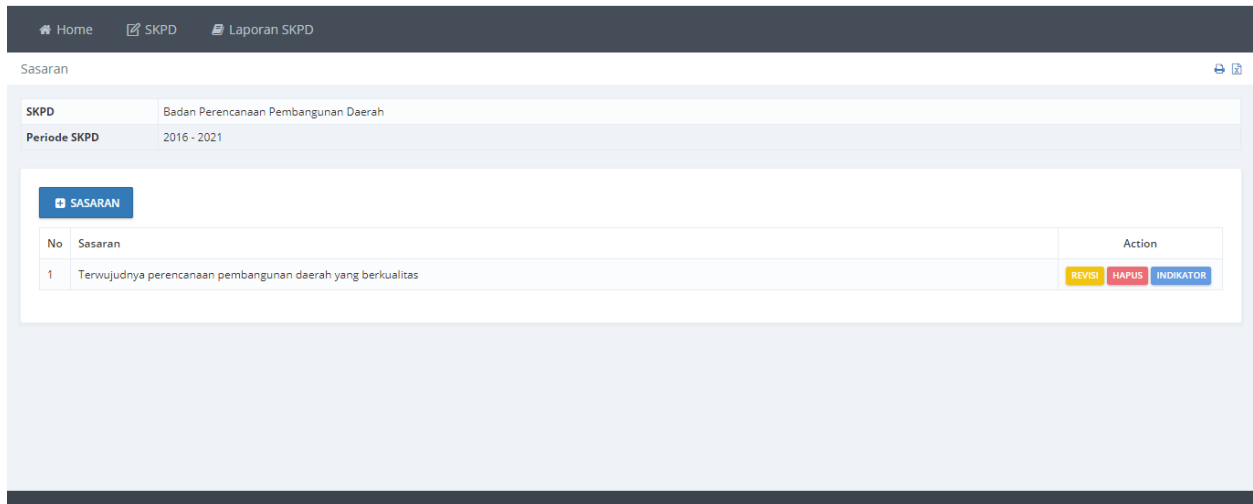 Home SKPD Laporan SKPD
Sasaran
SKPD Badan Perencanaan Pembangunan Daerah
Periode SKPD 2016 - 2021
SASARAN
No Sasaran Action
1 Terwujudnya perencanaan pembangunan daerah yang berkualitas REVISI HAPUS INDIKATOR